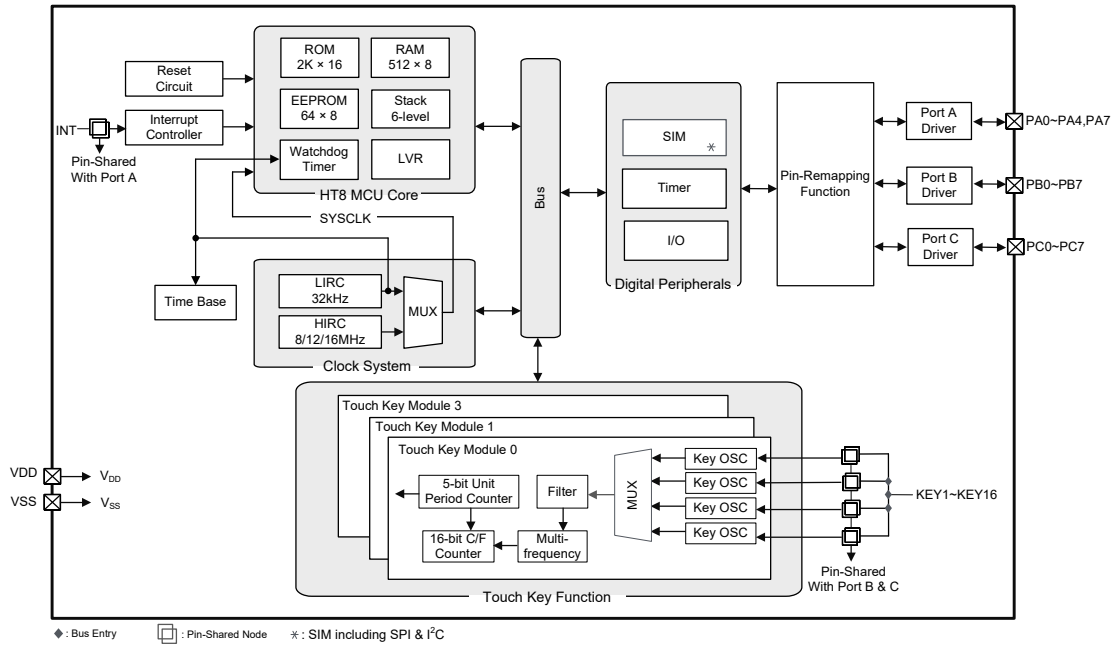 ROM
2K × 16
RAM
512 × 8
Reset
Circuit
EEPROM
64 × 8
Stack
6-level
INT
Interrupt
Controller
Pin-Shared
With Port A
Watchdog
Timer
LVR
HT8 MCU Core
SYSCLK
Time Base
LIRC
32kHz
HIRC
8/12/16MHz
MUX
Clock System
Bus
SIM
*
Timer
I/O
Digital Peripherals
Pin-Remapping
Function
Port A
Driver
PA0~PA4,PA7
Port B
Driver
PB0~PB7
Port C
Driver
PC0~PC7
Touch Key Module 3
Touch Key Module 1
Touch Key Module 0
5-bit Unit
Period Counter
Filter
16-bit C/F
Counter
Multi-
frequency
MUX
Key OSC
Key OSC
Key OSC
Key OSC
KEY1~KEY16
Pin-Shared
With Port B & C
Touch Key Function
VDD
VDD
VSS
VSS
: Bus Entry
: Pin-Shared Node
* : SIM including SPI & I²C